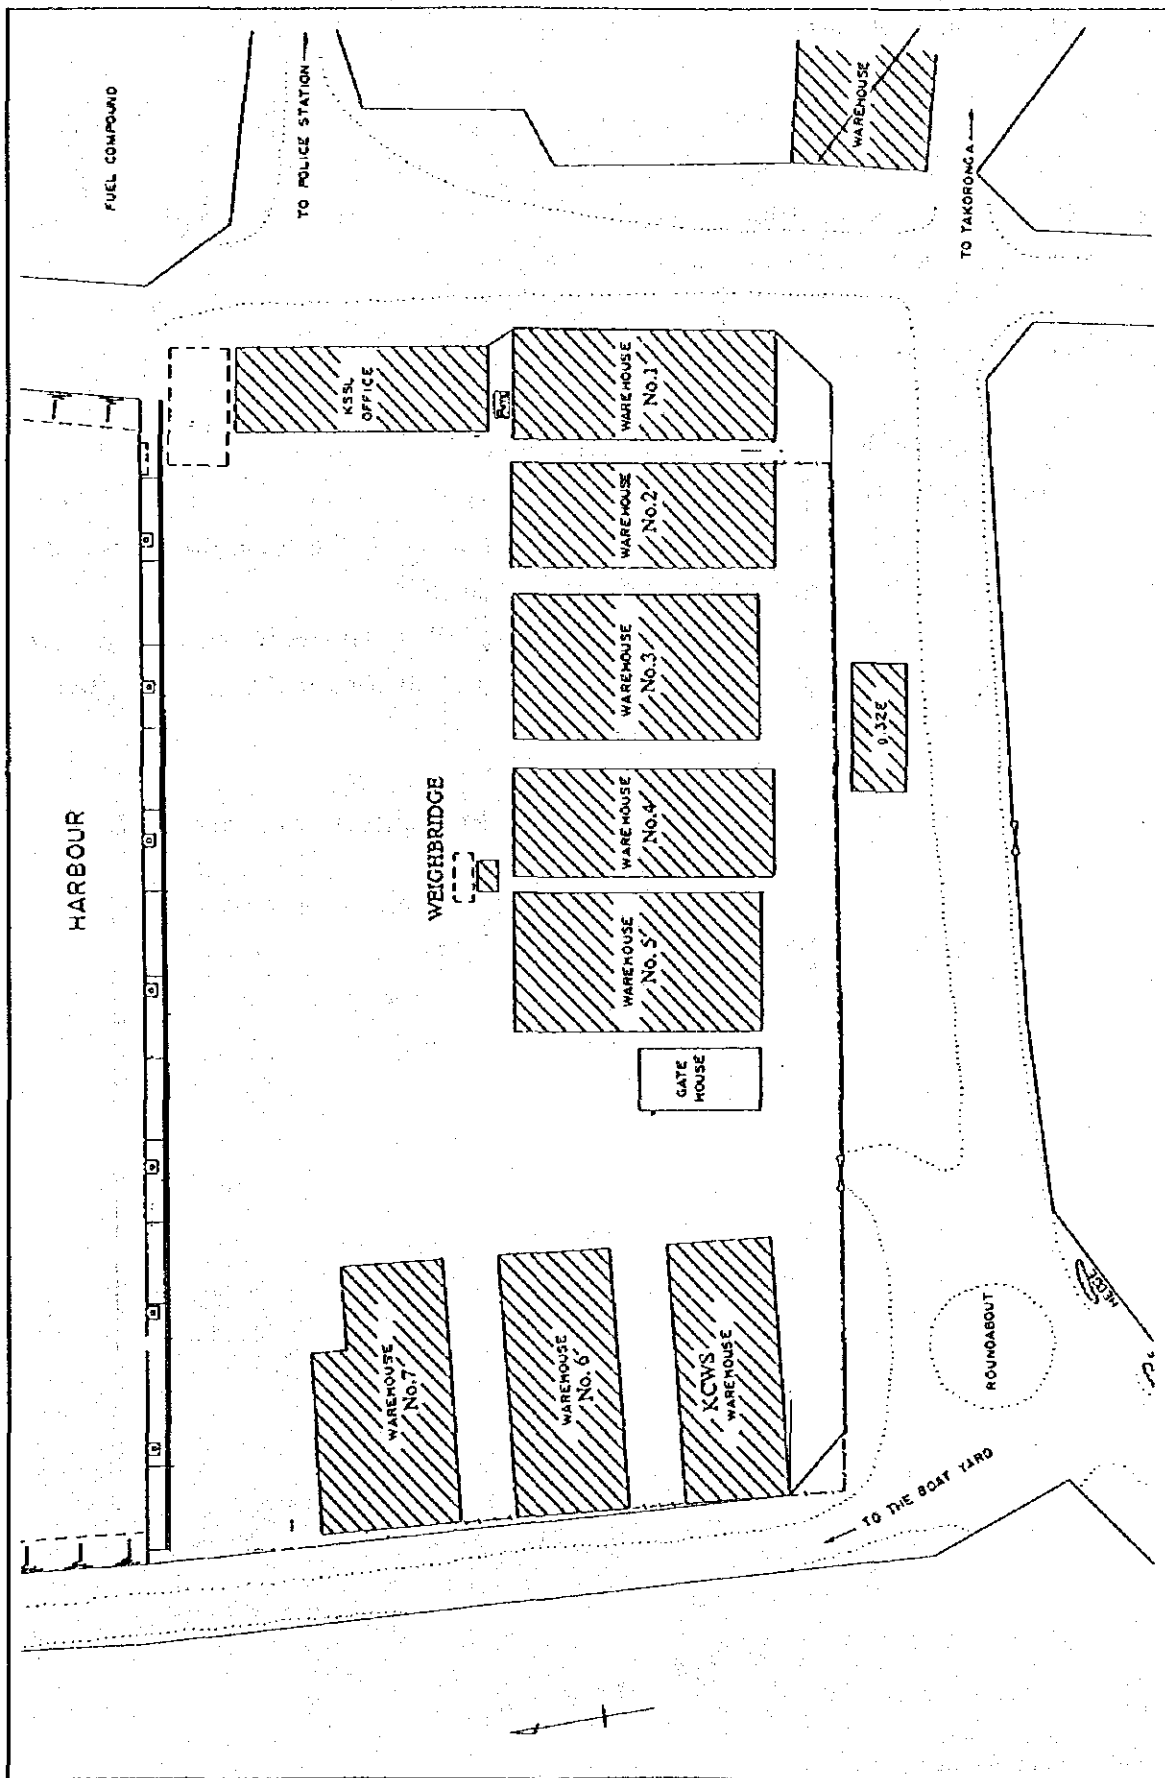 HARBOUR
FUEL COMPOUND
TO POLICE STATION
WAREHOUSE
TO TAKORONGA
KSSL
OFFICE
WAREHOUSE
No.1
WAREHOUSE
No.2
WAREHOUSE
No.3
WEIGHBRIDGE
WAREHOUSE
No.4
WAREHOUSE
No.5
GATE
HOUSE
WAREHOUSE
No.7
WAREHOUSE
No.6
KCWS
WAREHOUSE
ROUNDABOUT
HEDGE
TO THE BOAT YARD